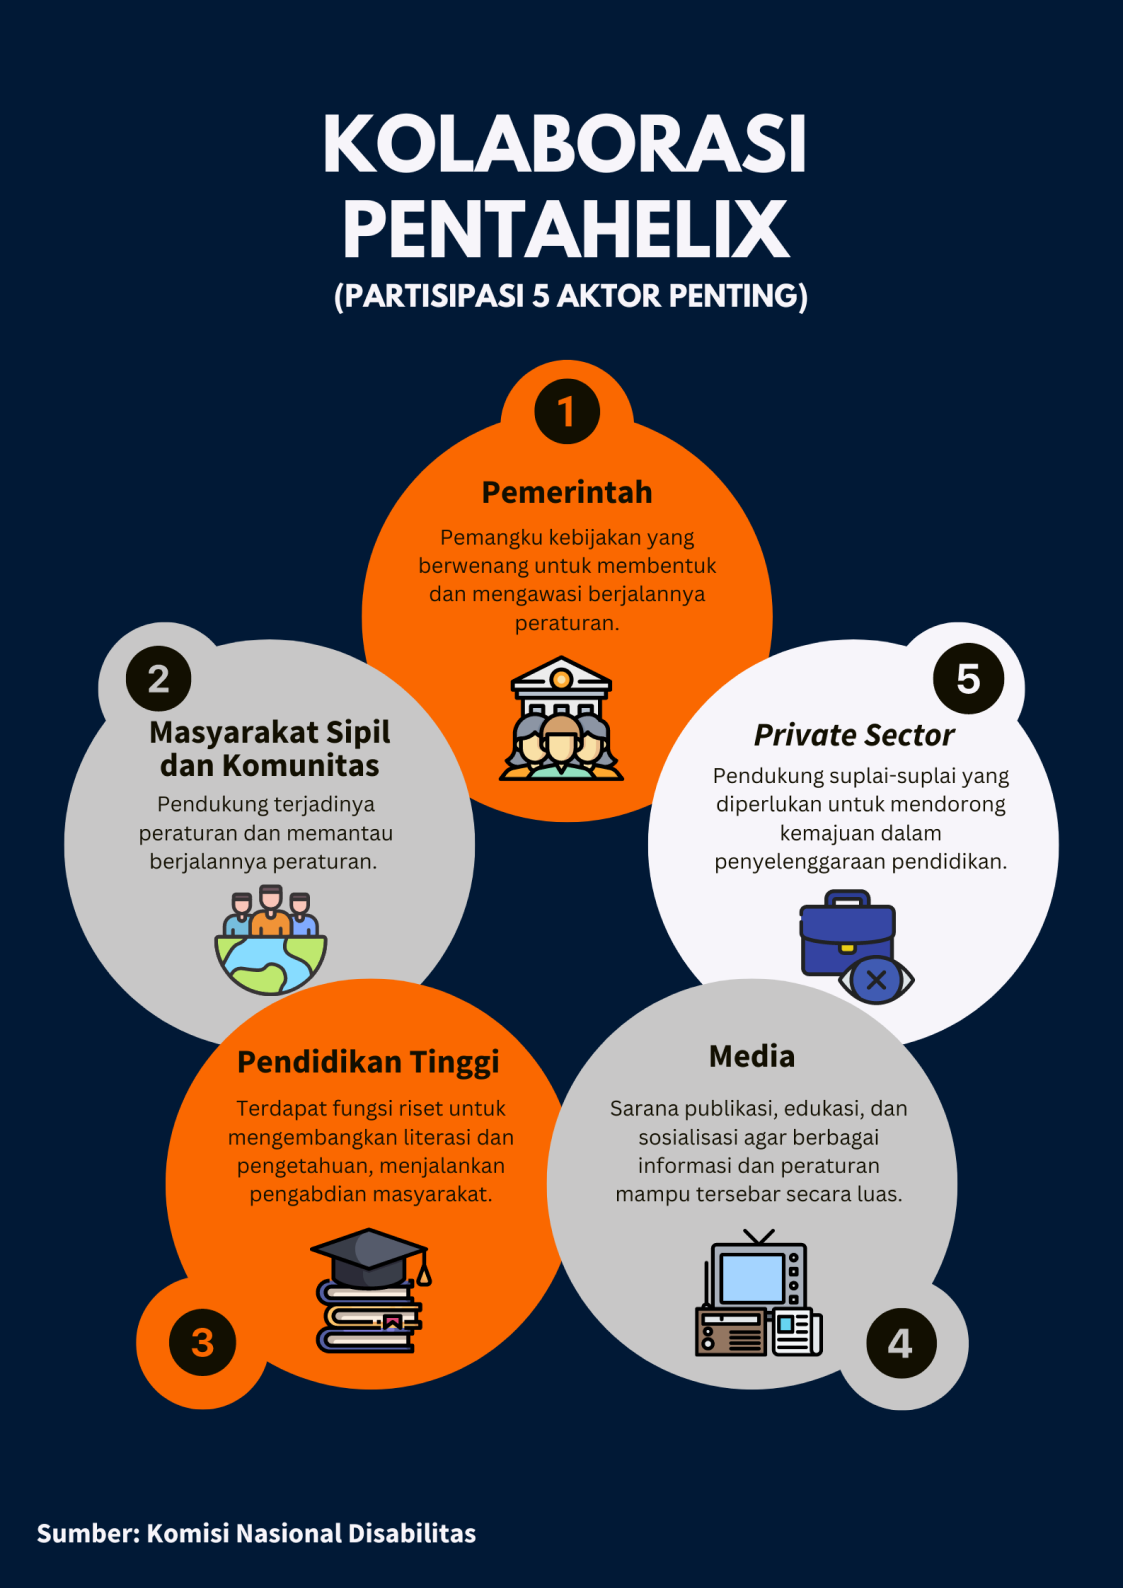 KOLABORASI
PENTAHELIX
(PARTISIPASI 5 AKTOR PENTING)
1
Pemerintah
Pemangku kebijakan yang
berwenang untuk membentuk
dan mengawasi berjalannya
peraturan.
2
Masyarakat Sipil
dan Komunitas
Pendukung terjadinya
peraturan dan memantau
berjalannya peraturan.
3
Pendidikan Tinggi
Terdapat fungsi riset untuk
mengembangkan literasi dan
pengetahuan, menjalankan
pengabdian masyarakat.
4
Media
Sarana publikasi, edukasi, dan
sosialisasi agar berbagai
informasi dan peraturan
mampu tersebar secara luas.
5
Private Sector
Pendukung suplai-suplai yang
diperlukan untuk mendorong
kemajuan dalam
penyelenggaraan pendidikan.
Sumber: Komisi Nasional Disabilitas